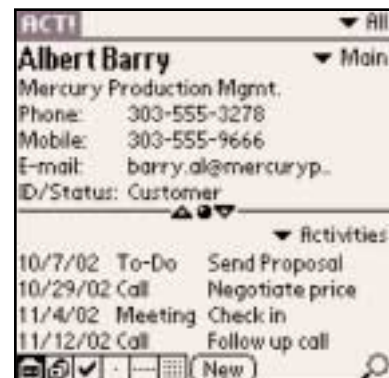 ACT! All
Albert Barry Main
Mercury Production Mgmt.
Phone: 303-555-3278
Mobile: 303-555-9666
E-mail: barry.al@mercuryp..
ID/Status: Customer
Activities
10/7/02 To-Do Send Proposal
10/29/02 Call Negotiate price
11/4/02 Meeting Check in
11/12/02 Call Follow up call
New